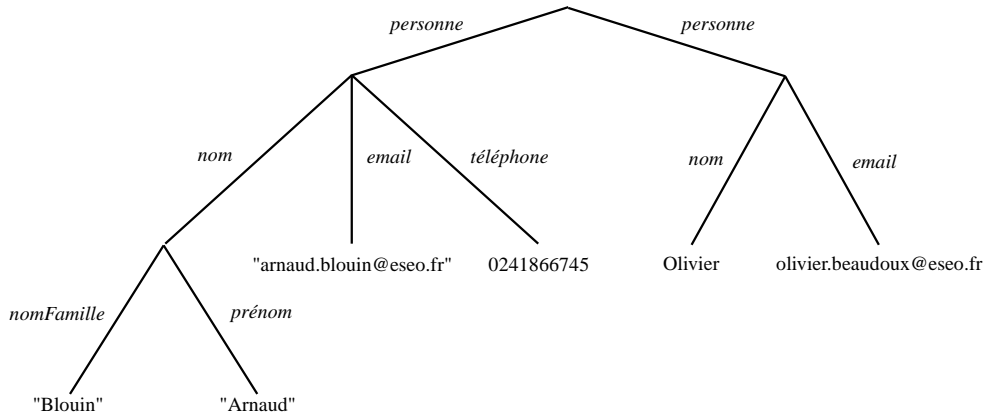 personne personne
nom email téléphone nom email
"arnaud.blouin@eseo.fr" 0241866745 Olivier olivier.beaudoux@eseo.fr
nomFamille prénom
"Blouin" "Arnaud"